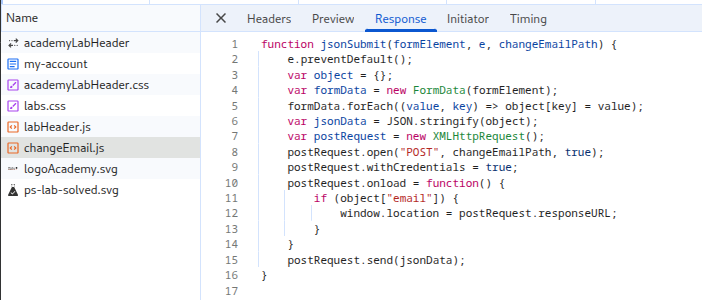 Name
academyLabHeader
my-account
academyLabHeader.css
labs.css
labHeader.js
changeEmail.js
logoAcademy.svg
ps-lab-solved.svg
Headers Preview Response Initiator Timing
1 function jsonSubmit(formElement, e, changeEmailPath) {
2     e.preventDefault();
3     var object = {};
4     var formData = new FormData(formElement);
5     formData.forEach((value, key) => object[key] = value);
6     var jsonData = JSON.stringify(object);
7     var postRequest = new XMLHttpRequest();
8     postRequest.open("POST", changeEmailPath, true);
9     postRequest.withCredentials = true;
10     postRequest.onload = function() {
11         if (object["email"]) {
12             window.location = postRequest.responseURL;
13         }
14     }
15     postRequest.send(jsonData);
16 }
17